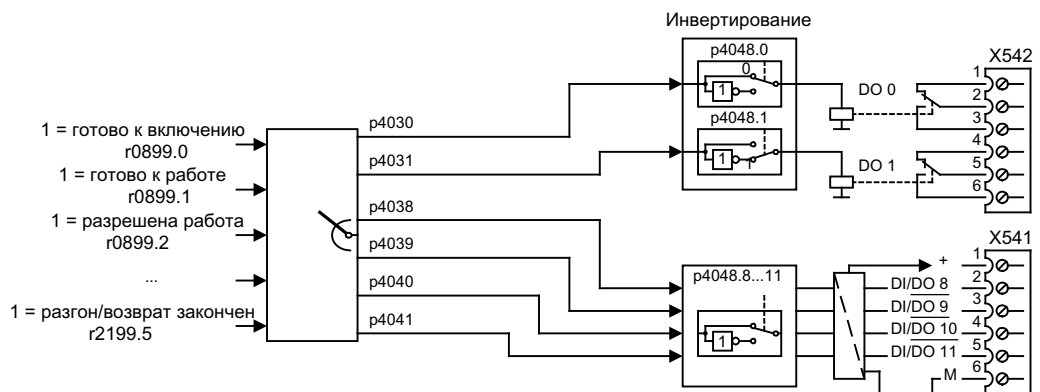 Инвертирование
p4048.0
0
1
p4048.1
1
1
DO 0
DO 1
X542
1
2
3
4
5
6
1 = готово к включению
r0899.0
1 = готово к работе
r0899.1
1 = разрешена работа
r0899.2
...
1 = разгон/возврат закончен
r2199.5
p4030
p4031
p4038
p4039
p4040
p4041
p4048.8...11
1
X541
+
DI/DO 8
DI/DO 9
DI/DO 10
DI/DO 11
M
1
2
3
4
5
6